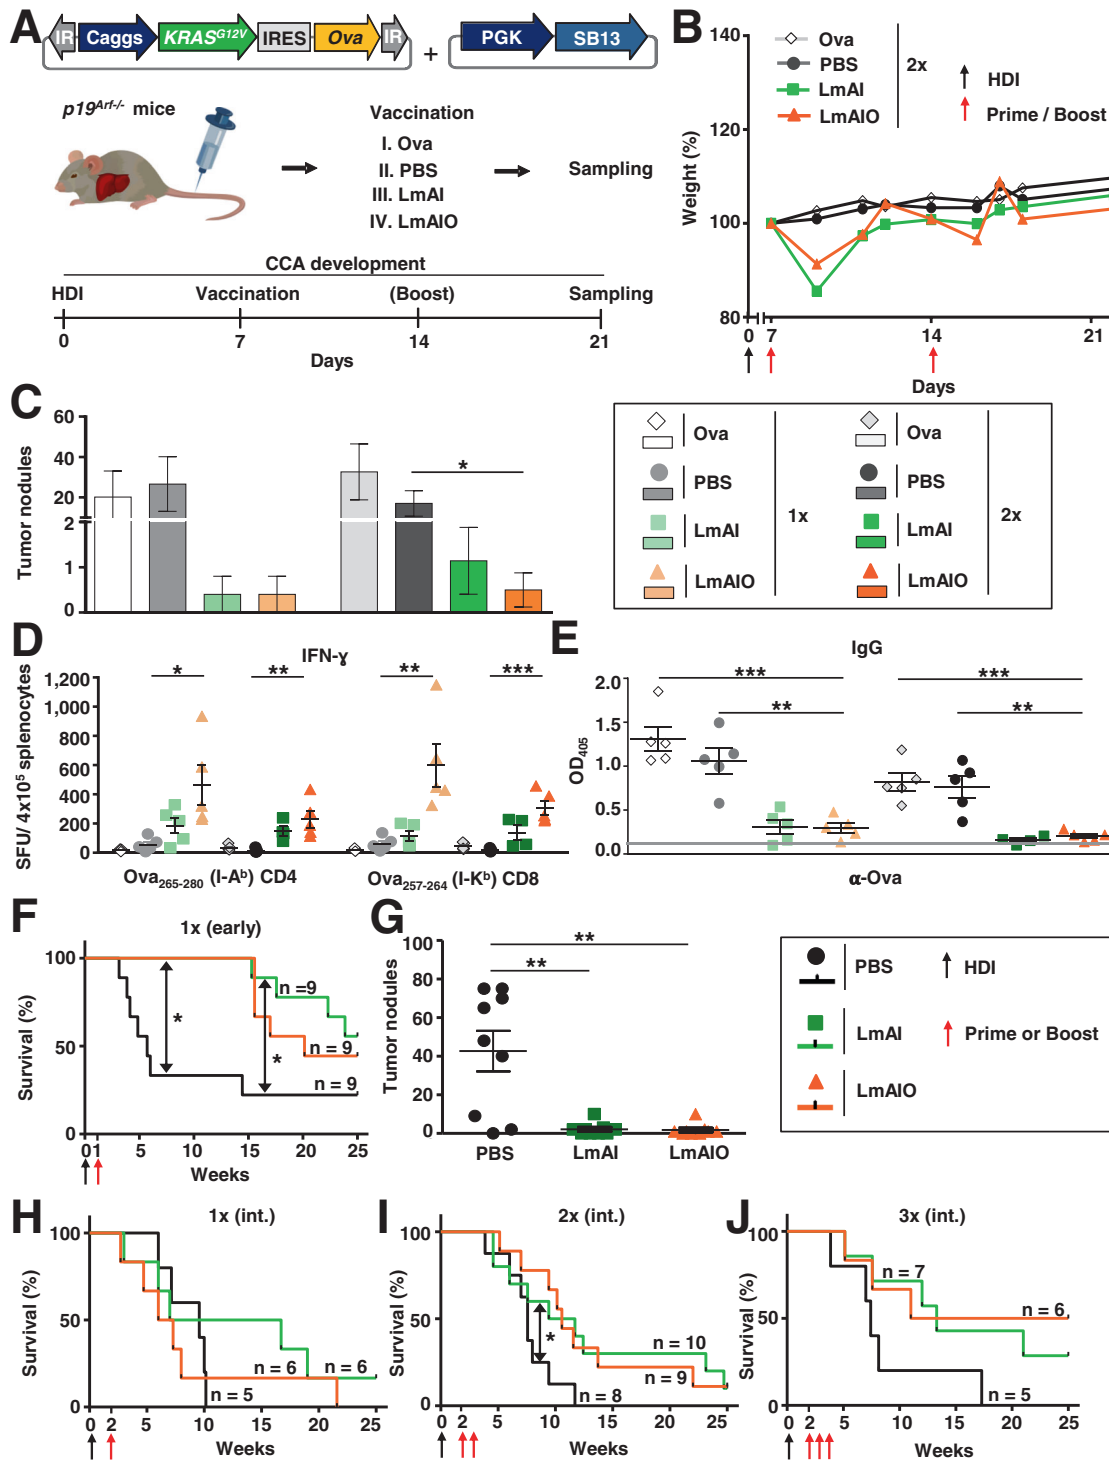 A
IR Caggs KRASG12V IRES Ova IR + PGK SB13
p19Arf-/- mice
Vaccination
I. Ova
II. PBS
III. LmAI
IV. LmAIO
Sampling
CCA development
HDI Vaccination (Boost) Sampling
0 7 14 21
Days
B
Weight (%)
140
120
100
80
Ova
PBS
LmAI
LmAIO
2x
HDI
Prime / Boost
0 7 14 21
Days
C
Tumor nodules
60
40
20
2
1
0
*
Ova Ova
PBS PBS
1x 2x
LmAI LmAI
LmAIO LmAIO
D
IFN-ɣ
SFU/ 4x10⁵ splenocytes
1,200
1,000
800
600
400
200
0
* ** ** ***
Ova265-280 (I-Aᵇ) CD4 Ova257-264 (I-Kᵇ) CD8
E
IgG
OD405
2.0
1.5
1.0
0.5
0.0
*** ***
** **
α-Ova
F
1x (early)
Survival (%)
100
50
0
*
*
n =9
n = 9
n = 9
01 5 10 15 20 25
Weeks
G
Tumor nodules
100
80
60
40
20
0
**
**
PBS LmAI LmAIO
PBS
LmAI
LmAIO
HDI
Prime or Boost
H
1x (int.)
Survival (%)
100
50
0
n = 6 n = 6
n = 5
0 2 5 10 15 20 25
Weeks
I
2x (int.)
Survival (%)
100
50
0
*
n = 10
n = 9
n = 8
0 2 5 10 15 20 25
Weeks
J
3x (int.)
Survival (%)
100
50
0
n = 7
n = 6
n = 5
0 2 5 10 15 20 25
Weeks